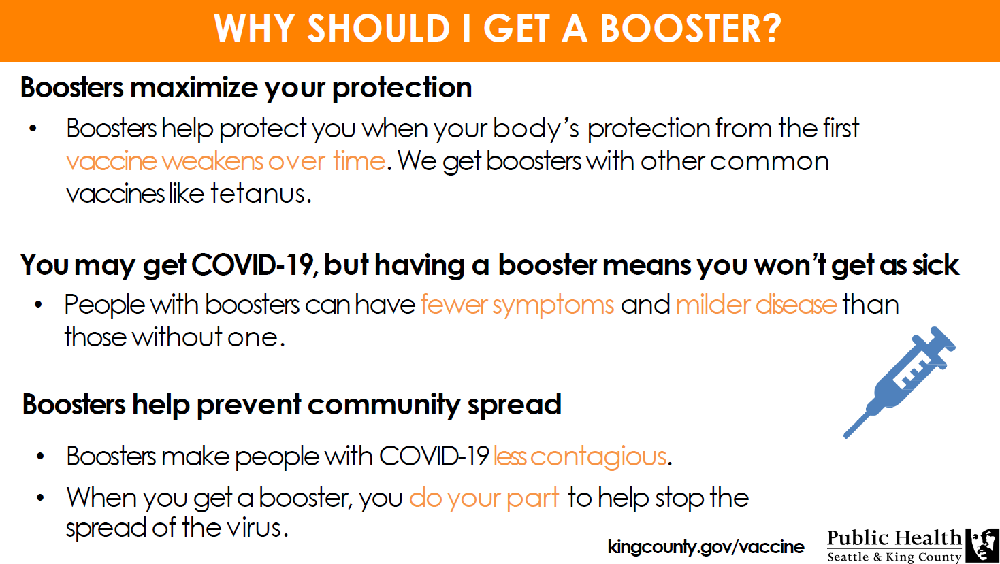 WHY SHOULD I GET A BOOSTER?
Boosters maximize your protection
• Boosters help protect you when your body’s protection from the first
vaccine weakens over time. We get boosters with other common
vaccines like tetanus.
You may get COVID-19, but having a booster means you won’t get as sick
• People with boosters can have fewer symptoms and milder disease than
those without one.
Boosters help prevent community spread
• Boosters make people with COVID-19 less contagious.
• When you get a booster, you do your part to help stop the
spread of the virus.
kingcounty.gov/vaccine
Public Health
Seattle & King County